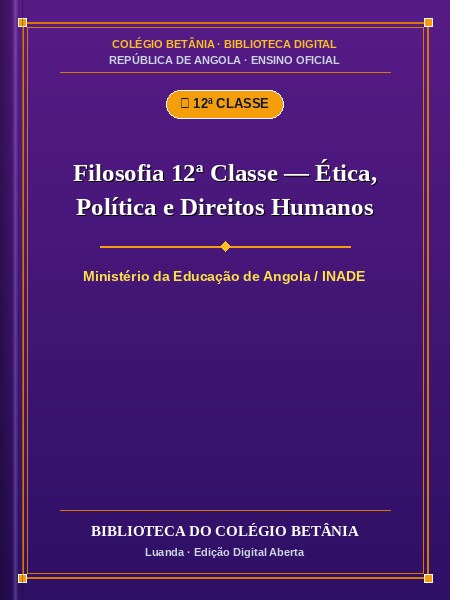 COLÉGIO BETÂNIA · BIBLIOTECA DIGITAL
REPÚBLICA DE ANGOLA · ENSINO OFICIAL
12ª CLASSE
Filosofia 12ª Classe — Ética,
Política e Direitos Humanos
Ministério da Educação de Angola / INADE
BIBLIOTECA DO COLÉGIO BETÂNIA
Luanda · Edição Digital Aberta